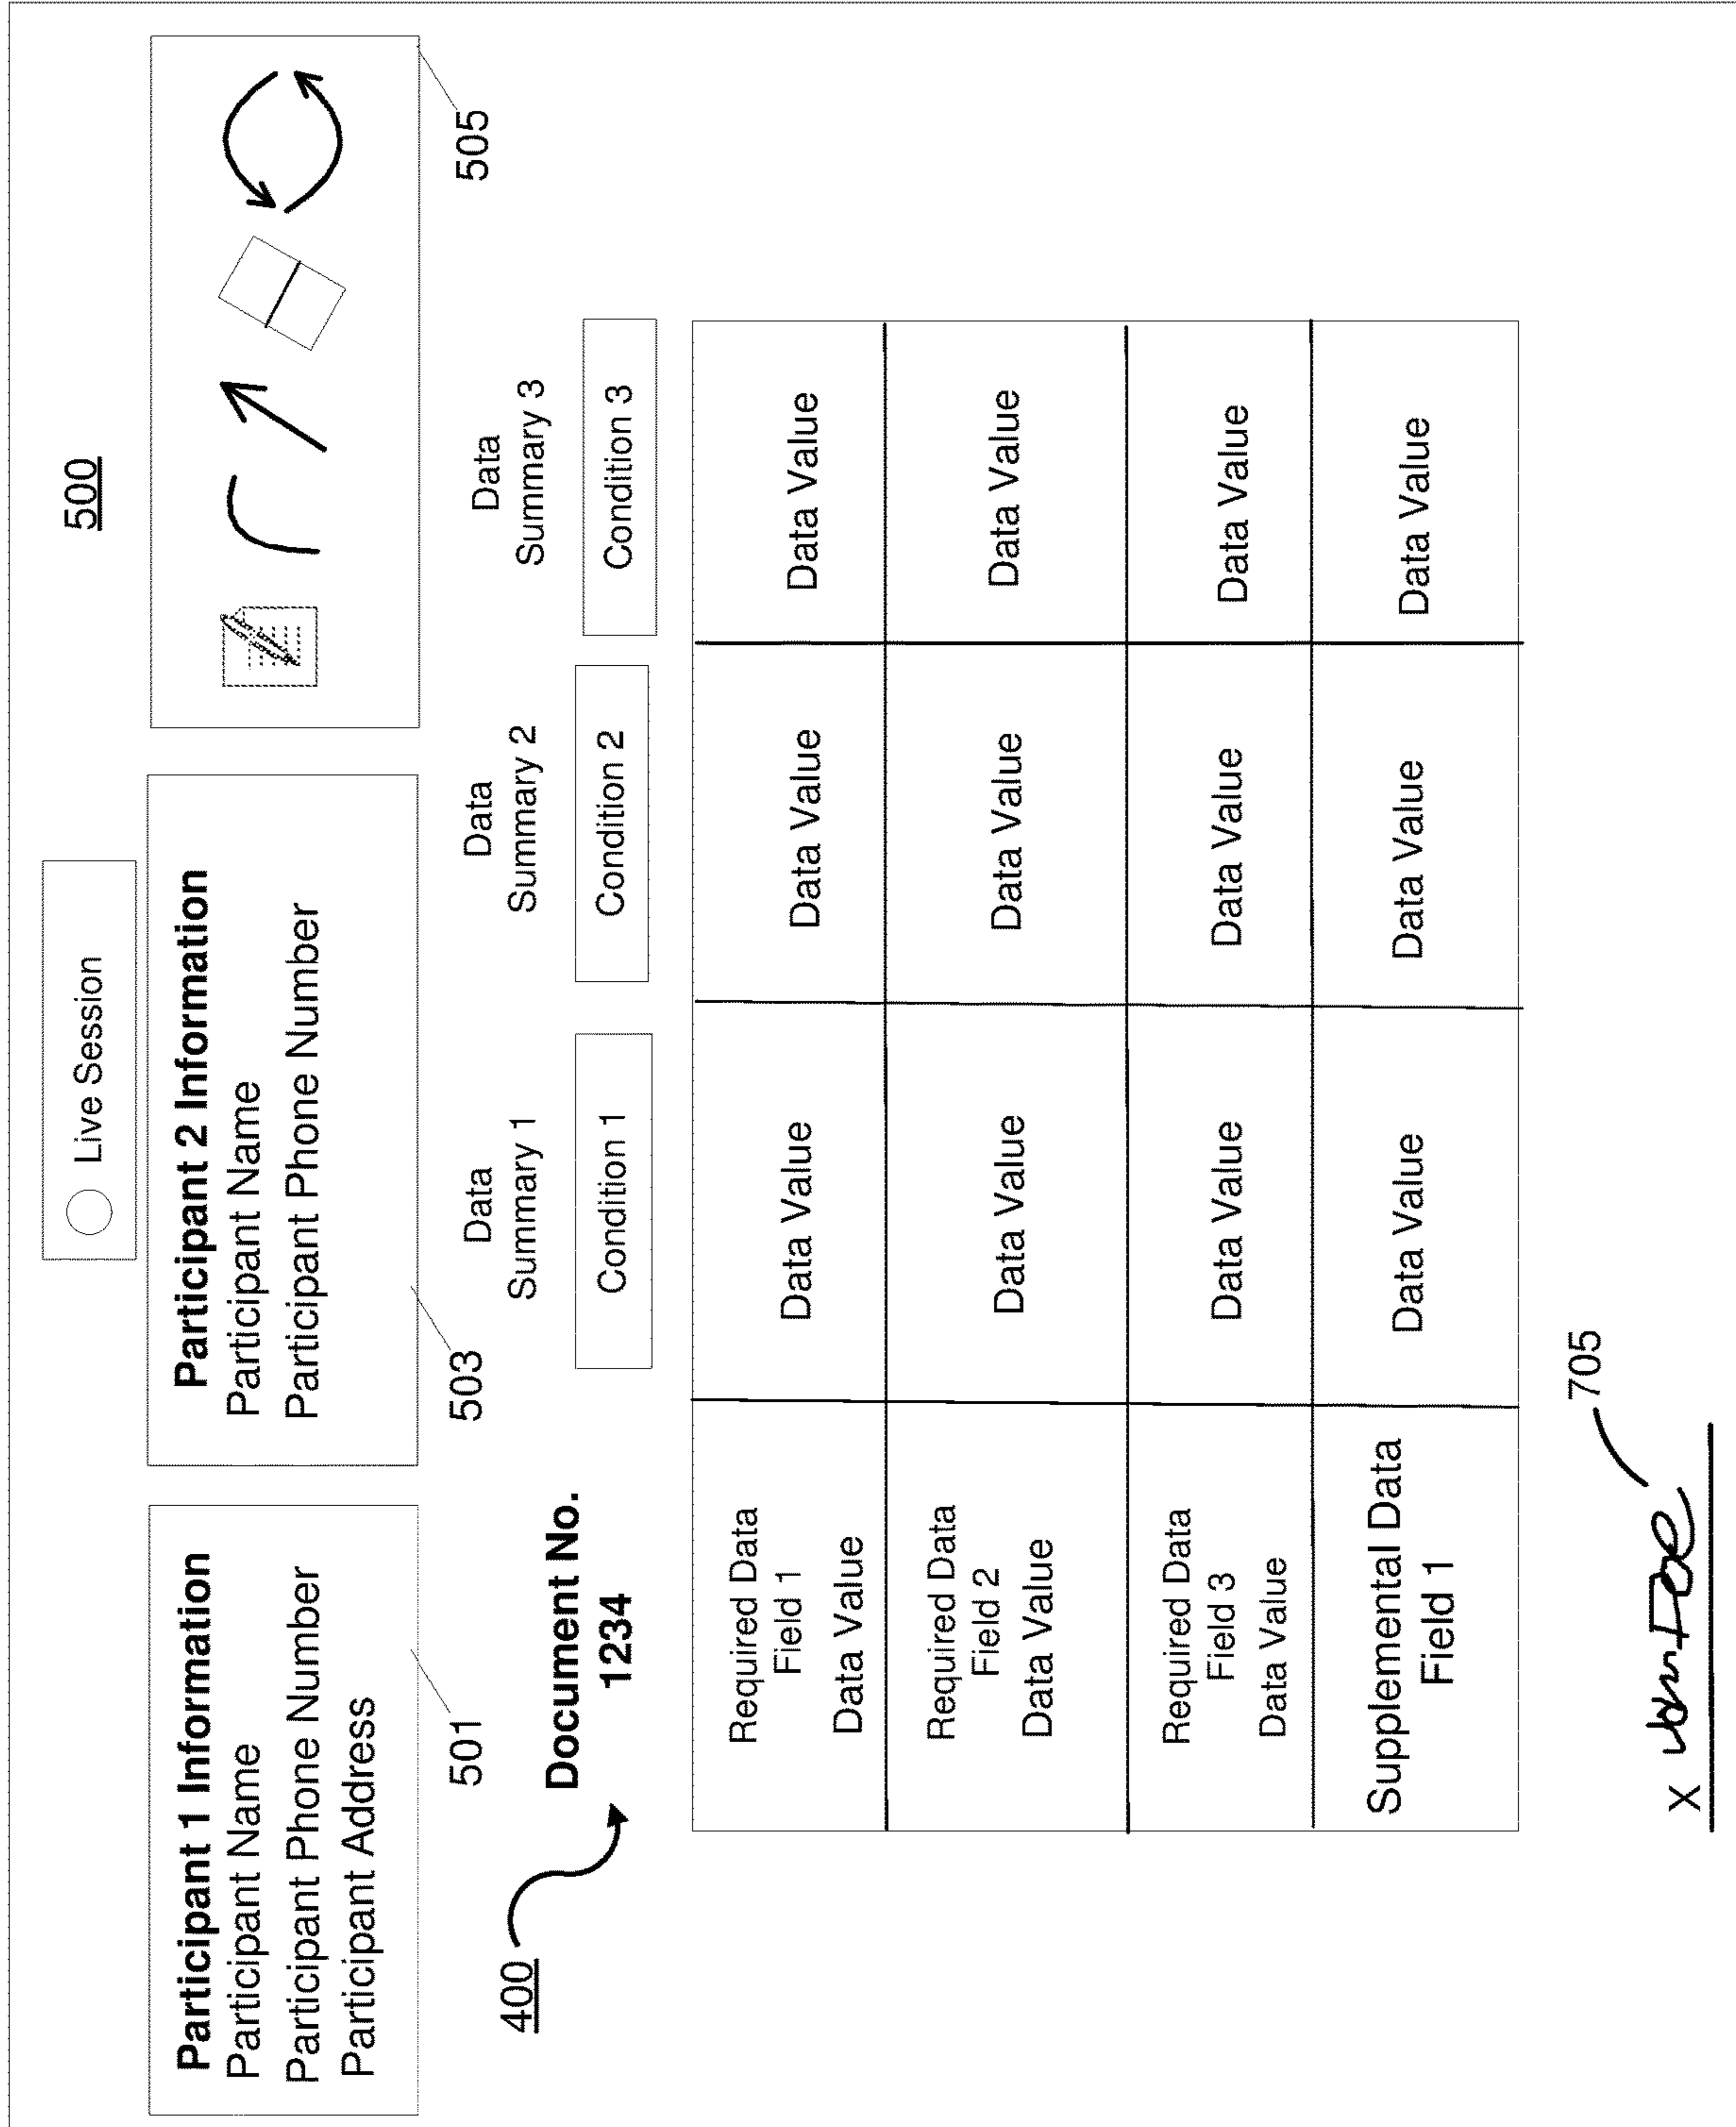 500
Live Session
Participant 1 Information
Participant Name
Participant Phone Number
Participant Address
501
Participant 2 Information
Participant Name
Participant Phone Number
503
505
400
Document No.
1234
Data
Summary 1
Data
Summary 2
Data
Summary 3
Condition 1
Condition 2
Condition 3
Required Data
Field 1
Data Value
Data Value
Data Value
Data Value
Required Data
Field 2
Data Value
Data Value
Data Value
Data Value
Required Data
Field 3
Data Value
Data Value
Data Value
Data Value
Supplemental Data
Field 1
Data Value
Data Value
Data Value
X John Doe
705